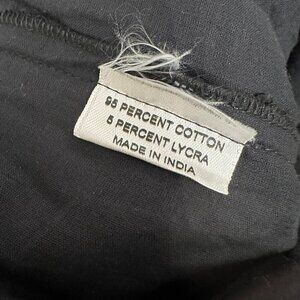 95 PERCENT COTTON
5 PERCENT LYCRA
MADE IN INDIA